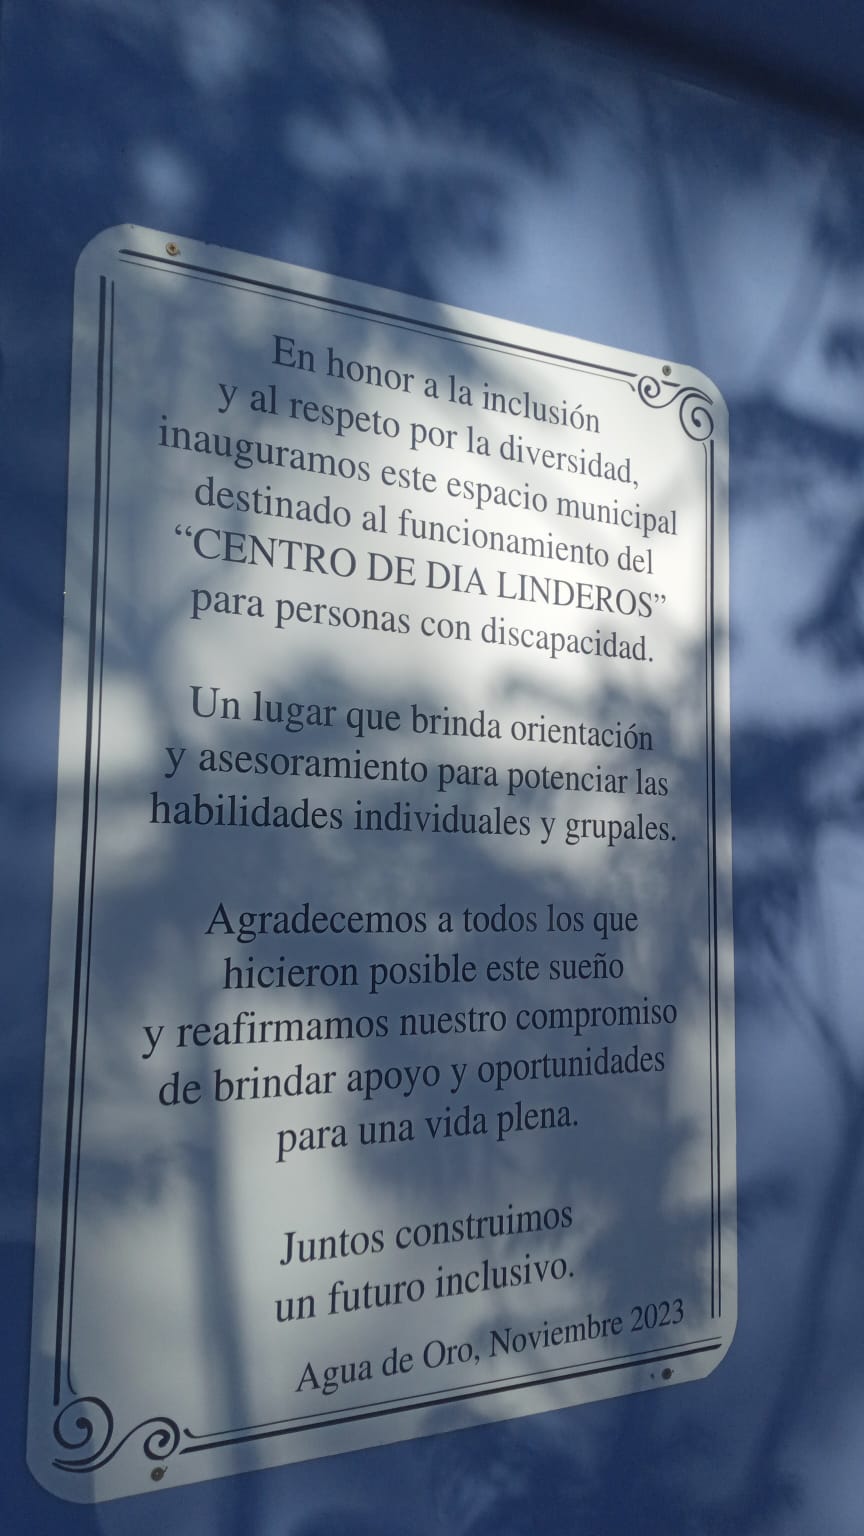 En honor a la inclusión
y al respeto por la diversidad,
inauguramos este espacio municipal
destinado al funcionamiento del
“CENTRO DE DIA LINDEROS”
para personas con discapacidad.
Un lugar que brinda orientación
y asesoramiento para potenciar las
habilidades individuales y grupales.
Agradecemos a todos los que
hicieron posible este sueño
y reafirmamos nuestro compromiso
de brindar apoyo y oportunidades
para una vida plena.
Juntos construimos
un futuro inclusivo.
Agua de Oro, Noviembre 2023